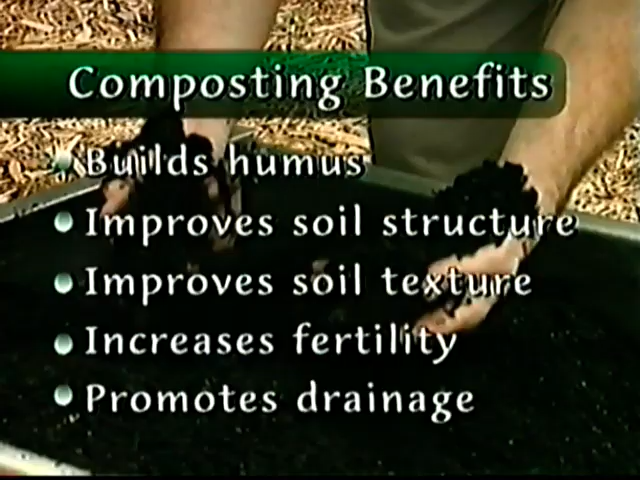 Composting Benefits
Builds humus
Improves soil structure
Improves soil texture
Increases fertility
Promotes drainage